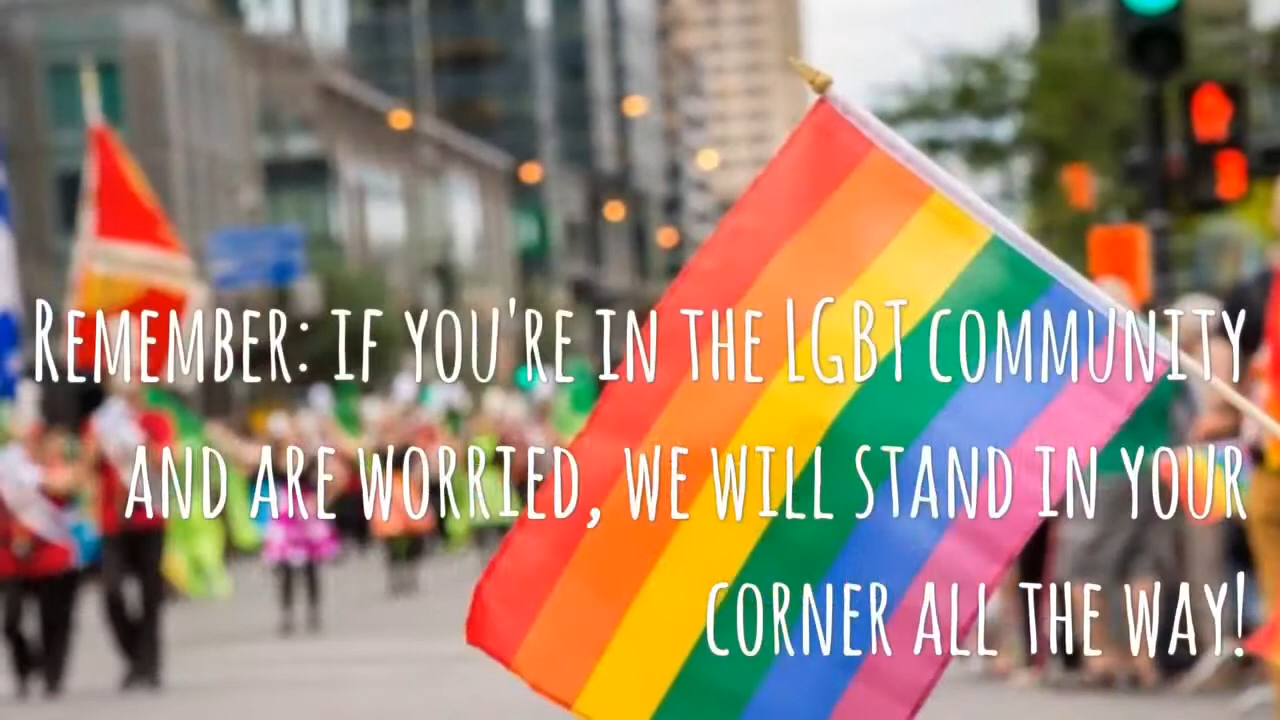 Remember: if you're in the LGBT community
and are worried, we will stand in your
corner all the way!